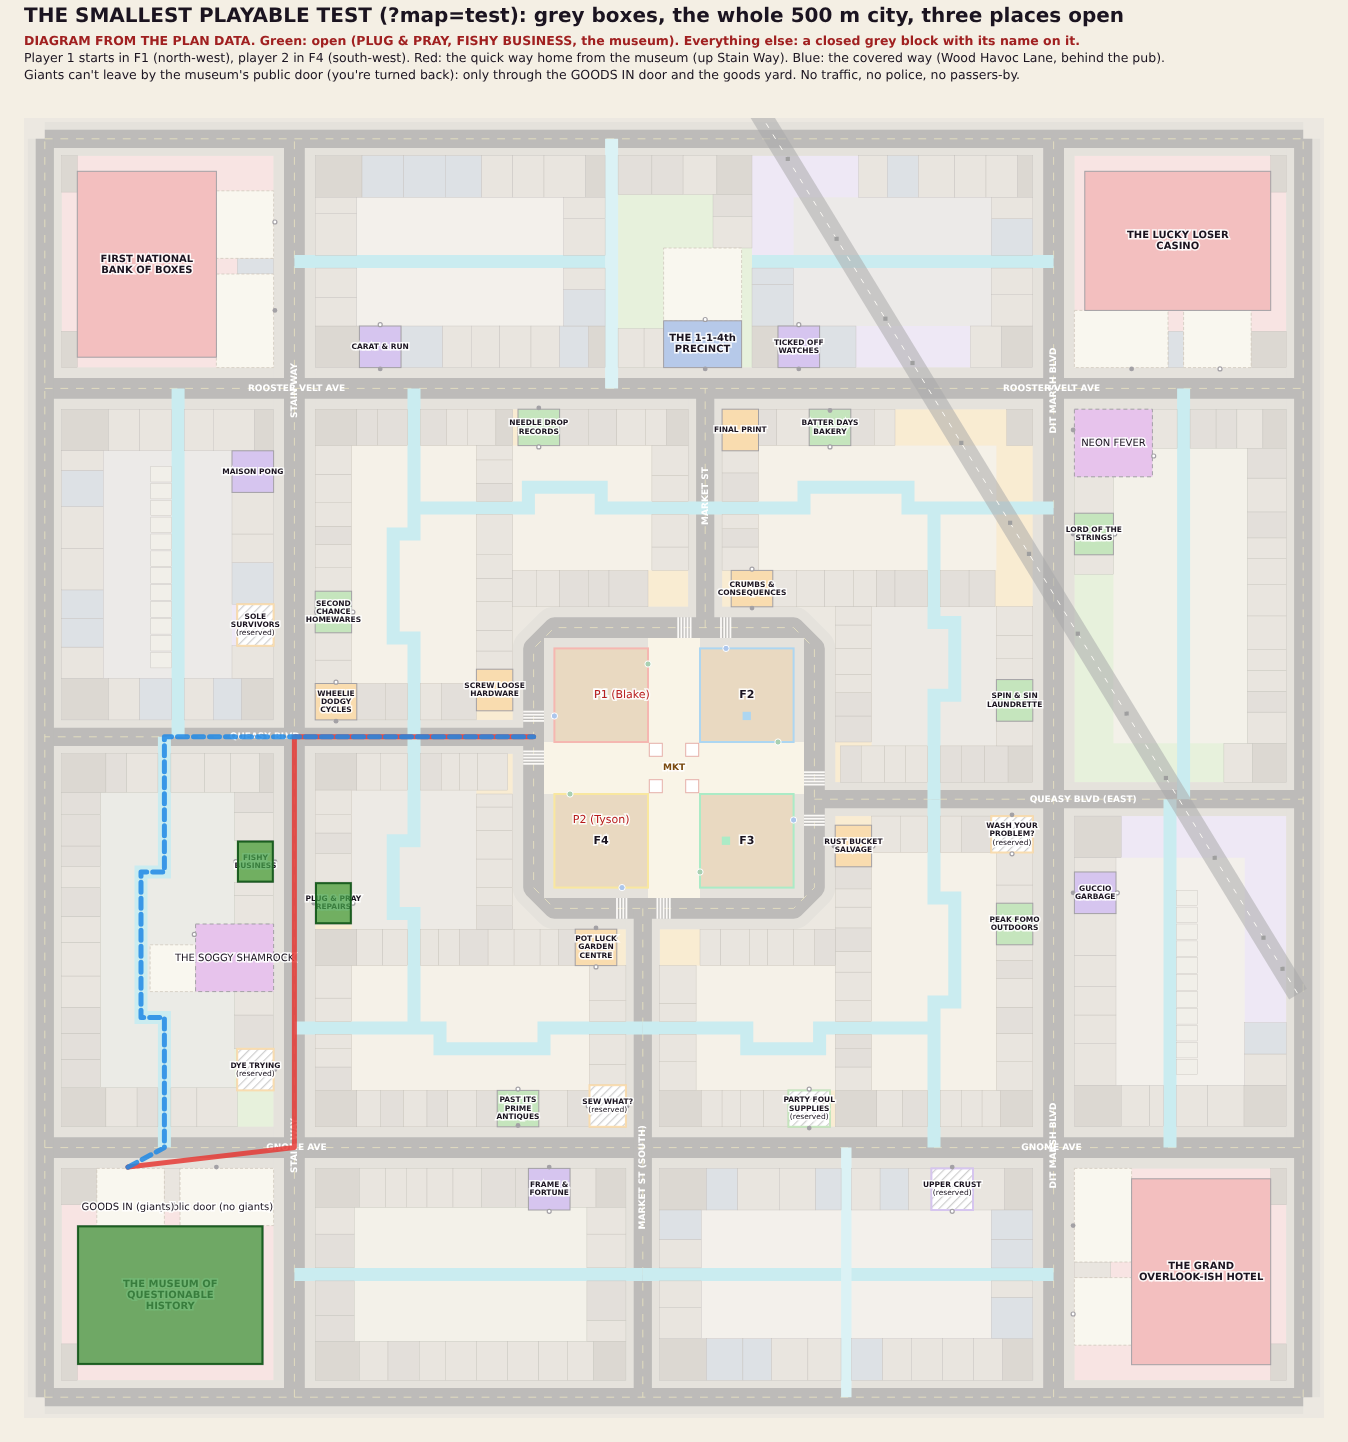 THE SMALLEST PLAYABLE TEST (?map=test): grey boxes, the whole 500 m city, three places open
DIAGRAM FROM THE PLAN DATA. Green: open (PLUG & PRAY, FISHY BUSINESS, the museum). Everything else: a closed grey block with its name on it.
Player 1 starts in F1 (north-west), player 2 in F4 (south-west). Red: the quick way home from the museum (up Stain Way). Blue: the covered way (Wood Havoc Lane, behind the pub).
Giants can't leave by the museum's public door (you're turned back): only through the GOODS IN door and the goods yard. No traffic, no police, no passers-by.
FIRST NATIONAL
BANK OF BOXES
THE LUCKY LOSER
CASINO
CARAT & RUN
THE 1-1-4th
PRECINCT
TICKED OFF
WATCHES
STAIN WAY
DIT MARSH BLVD
ROOSTER VELT AVE
ROOSTER VELT AVE
NEEDLE DROP
RECORDS
FINAL PRINT
BATTER DAYS
BAKERY
NEON FEVER
MAISON PONG
MARKET ST
LORD OF THE
STRINGS
SOLE
SURVIVORS
(reserved)
SECOND
CHANCE
HOMEWARES
CRUMBS &
CONSEQUENCES
WHEELIE
DODGY
CYCLES
SCREW LOOSE
HARDWARE
P1 (Blake)
F2
SPIN & SIN
LAUNDRETTE
MKT
QUEASY BLVD (EAST)
P2 (Tyson)
F4
F3
RUST BUCKET
SALVAGE
WASH YOUR
PROBLEM?
(reserved)
FISHY
BUSINESS
PLUG & PRAY
REPAIRS
GUCCIO
GARBAGE
PEAK FOMO
OUTDOORS
POT LUCK
GARDEN
CENTRE
THE SOGGY SHAMROCK
DYE TRYING
(reserved)
PAST ITS
PRIME
ANTIQUES
SEW WHAT?
(reserved)
PARTY FOUL
SUPPLIES
(reserved)
GNOME AVE
GNOME AVE
DIT MARSH BLVD
MARKET ST (SOUTH)
FRAME &
FORTUNE
UPPER CRUST
(reserved)
GOODS IN (giants)
door (no giants)
THE MUSEUM OF
QUESTIONABLE
HISTORY
THE GRAND
OVERLOOK-ISH HOTEL